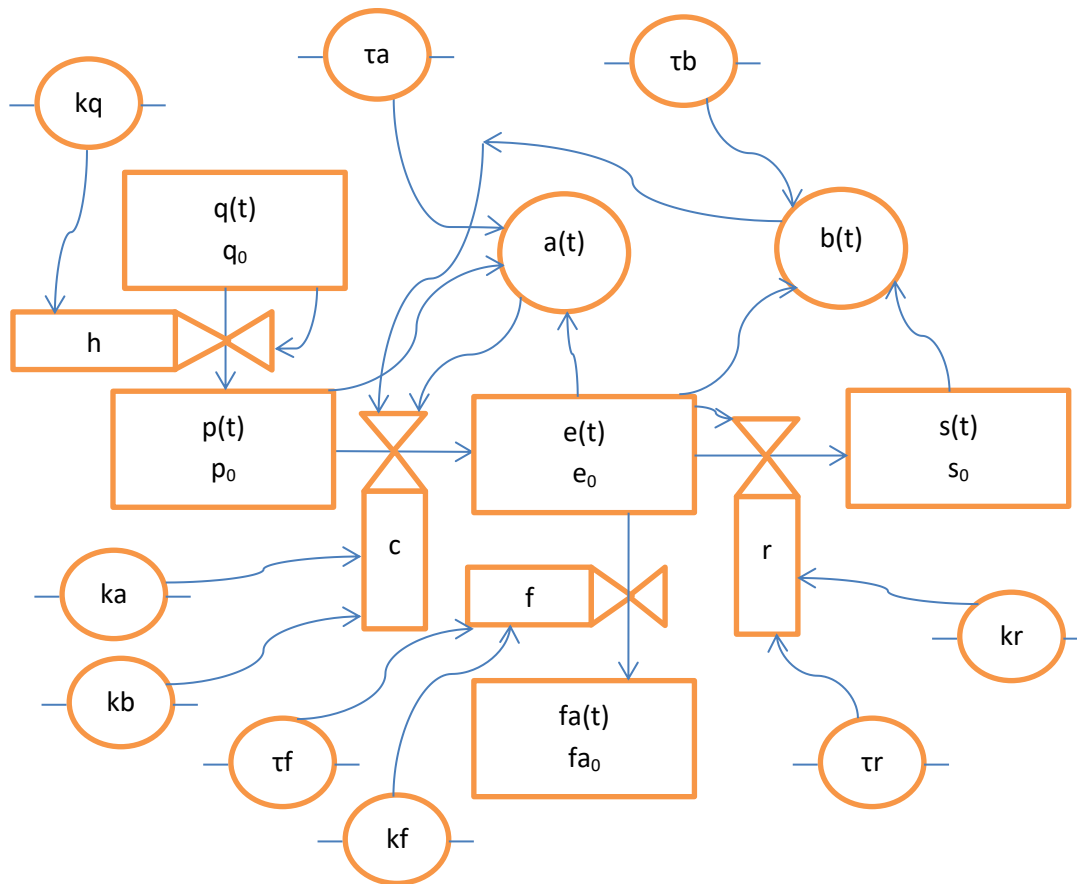 τa
τb
kq
q(t)
q₀
a(t)
b(t)
h
p(t)
p₀
e(t)
e₀
s(t)
s₀
c
r
ka
f
kr
kb
fa(t)
fa₀
τf
τr
kf